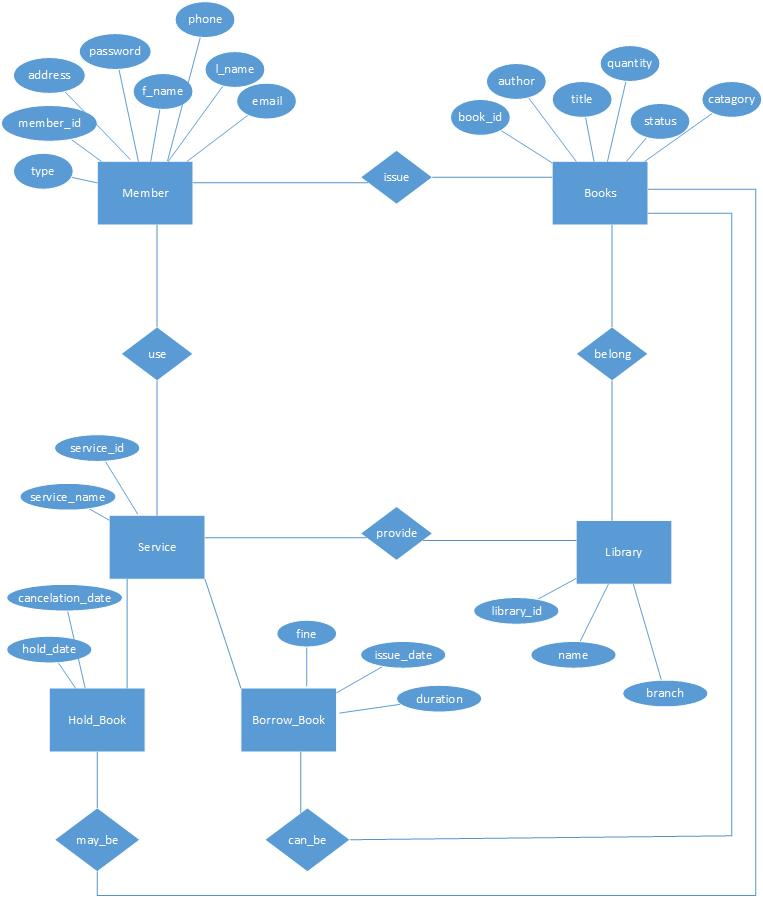 phone
password
l_name
address
f_name
email
member_id
type
Member
issue
quantity
author
title
catagory
book_id
status
Books
use
belong
service_id
service_name
Service
provide
Library
cancelation_date
hold_date
library_id
name
branch
fine
issue_date
duration
Hold_Book
Borrow_Book
may_be
can_be